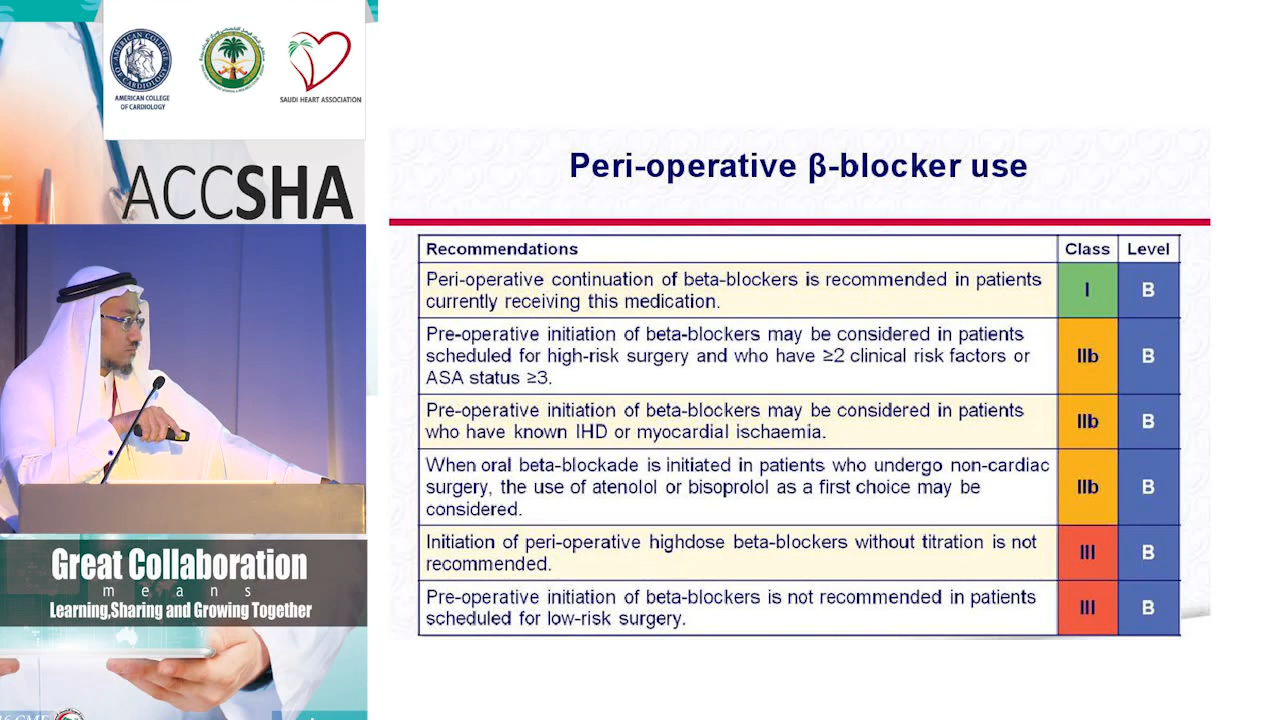 AMERICAN COLLEGE
OF CARDIOLOGY
SAUDI HEART ASSOCIATION
ACCSHA
Great Collaboration
means
Learning,Sharing and Growing Together
Peri-operative β-blocker use
Recommendations Class Level
Peri-operative continuation of beta-blockers is recommended in patients
currently receiving this medication.
I B
Pre-operative initiation of beta-blockers may be considered in patients
scheduled for high-risk surgery and who have ≥2 clinical risk factors or
ASA status ≥3.
IIb B
Pre-operative initiation of beta-blockers may be considered in patients
who have known IHD or myocardial ischaemia.
IIb B
When oral beta-blockade is initiated in patients who undergo non-cardiac
surgery, the use of atenolol or bisoprolol as a first choice may be
considered.
IIb B
Initiation of peri-operative highdose beta-blockers without titration is not
recommended.
III B
Pre-operative initiation of beta-blockers is not recommended in patients
scheduled for low-risk surgery.
III B